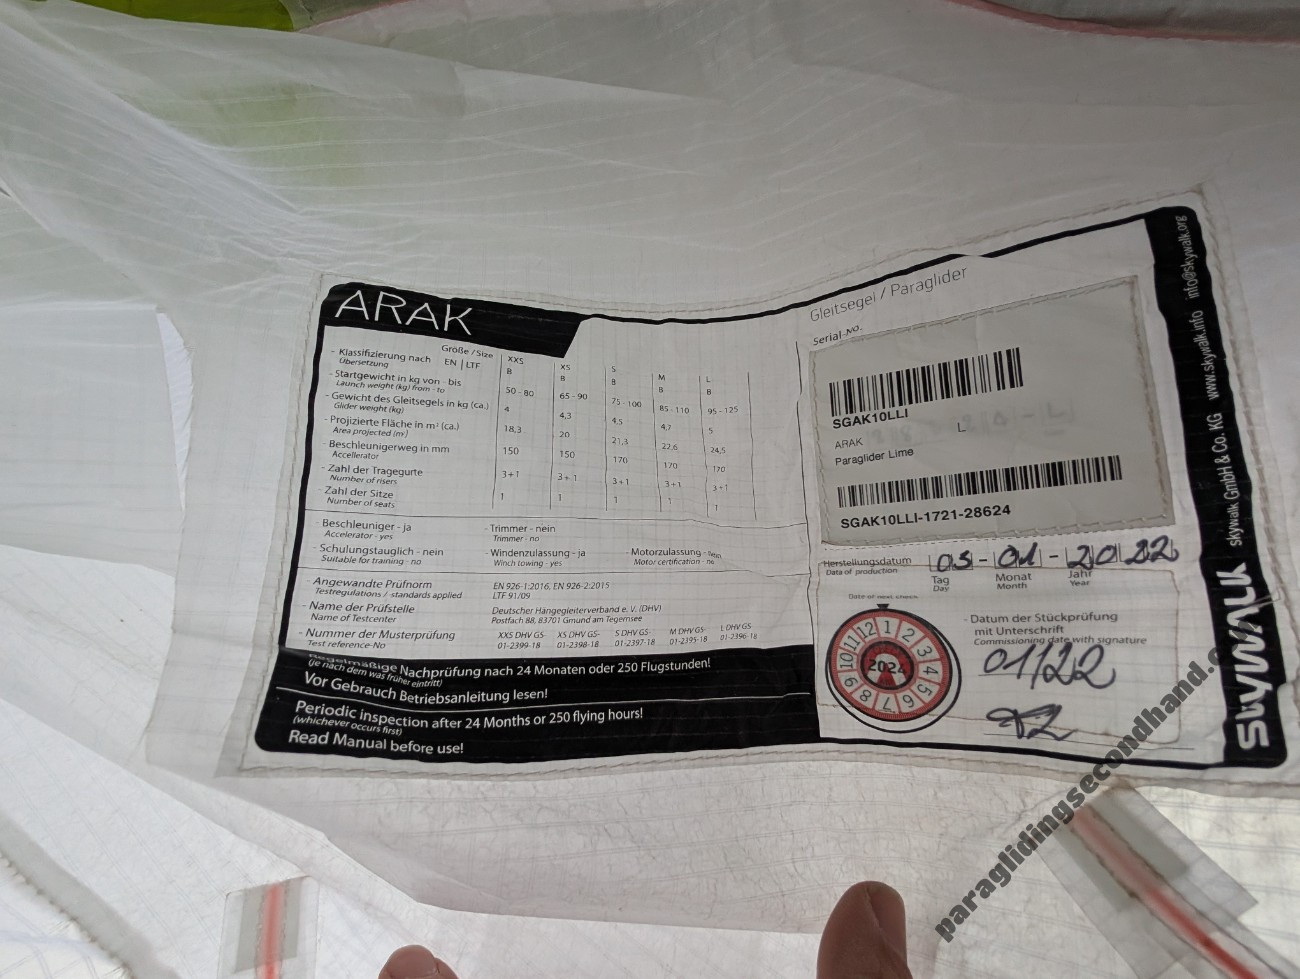 ARAK
Größe / Size XXS XS S M L
- Klassifizierung nach EN | LTF B B B B B
Übersetzung
- Startgewicht in kg von - bis 50 - 80 65 - 90 75 - 100 85 - 110 95 - 125
Launch weight (kg) from - to
- Gewicht des Gleitsegels in kg (ca.) 4 4,3 4,5 4,7 5
Glider weight (kg)
- Projizierte Fläche in m² (ca.) 18,3 20 21,3 22,6 24,5
Area projected (m²)
- Beschleunigerweg in mm 150 150 170 170 170
Accellerator
- Zahl der Tragegurte 3+1 3+1 3+1 3+1 3+1
Number of risers
- Zahl der Sitze 1 1 1 1 1
Number of seats
- Beschleuniger - ja - Trimmer - nein
Accelerator - yes Trimmer - no
- Schulungstauglich - nein - Windenzulassung - ja - Motorzulassung - nein
Suitable for training - no Winch towing - yes Motor certification - no
- Angewandte Prüfnorm EN 926-1:2016, EN 926-2:2015
Testregulations / standards applied LTF 91/09
- Name der Prüfstelle Deutscher Hängegleiterverband e. V. (DHV)
Name of Testcenter Postfach 88, 83701 Gmund am Tegernsee
- Nummer der Musterprüfung XXS DHV GS- XS DHV GS- S DHV GS- M DHV GS- L DHV GS-
Test reference-No 01-2399-18 01-2398-18 01-2397-18 01-2395-18 01-2396-18
Regelmäßige Nachprüfung nach 24 Monaten oder 250 Flugstunden!
(je nach dem was früher eintritt)
Vor Gebrauch Betriebsanleitung lesen!
Periodic inspection after 24 Months or 250 flying hours!
(whichever occurs first)
Read Manual before use!
Gleitsegel / Paraglider
Serial-No.
SGAK10LLI
ARAK L
Paraglider Lime
SGAK10LLI-1721-28624
Herstellungsdatum 03 - 01 - 2022
Data of production Tag Monat Jahr
Day Month Year
Date of next check
1 2 3 4 5 6 7 8 9 10 11 12
2024
- Datum der Stückprüfung
mit Unterschrift
Commissioning date with signature
01/22
skywalk GmbH & Co. KG www.skywalk.info info@skywalk.org
SKYWALK
paraglidingsecondhand.c